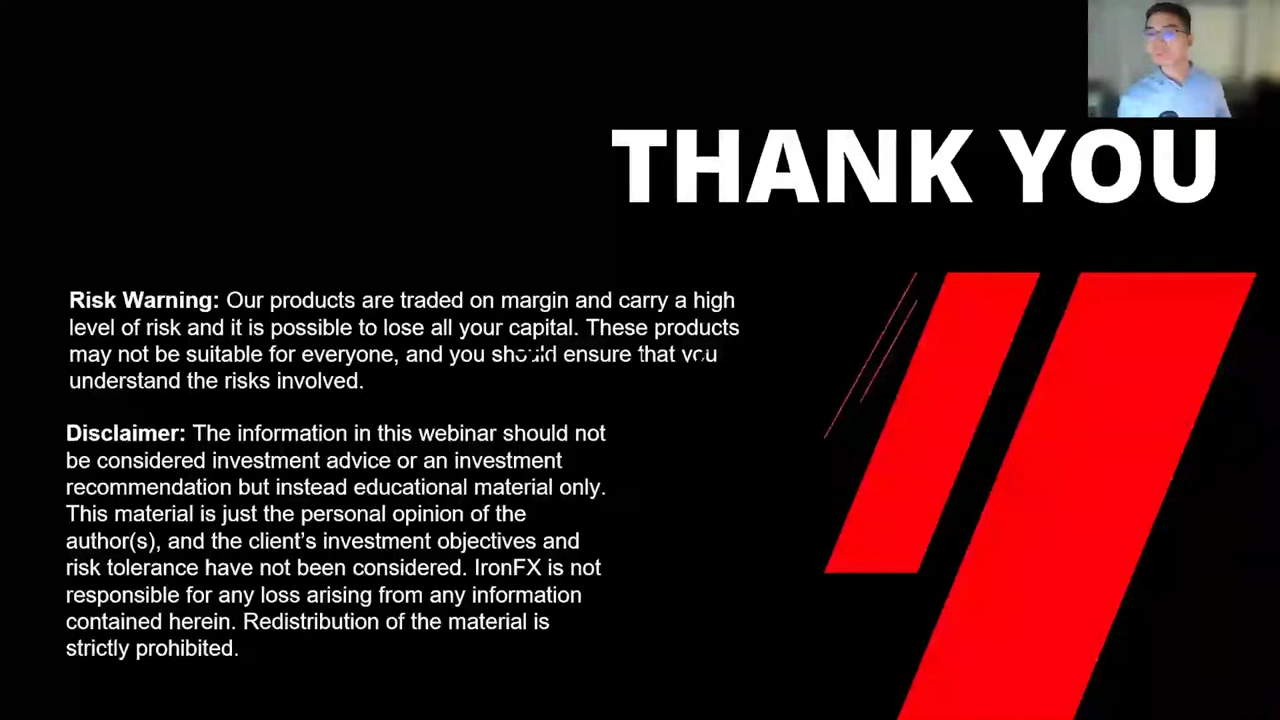 THANK YOU
Risk Warning: Our products are traded on margin and carry a high
level of risk and it is possible to lose all your capital. These products
may not be suitable for everyone, and you should ensure that you
understand the risks involved.
Disclaimer: The information in this webinar should not
be considered investment advice or an investment
recommendation but instead educational material only.
This material is just the personal opinion of the
author(s), and the client’s investment objectives and
risk tolerance have not been considered. IronFX is not
responsible for any loss arising from any information
contained herein. Redistribution of the material is
strictly prohibited.